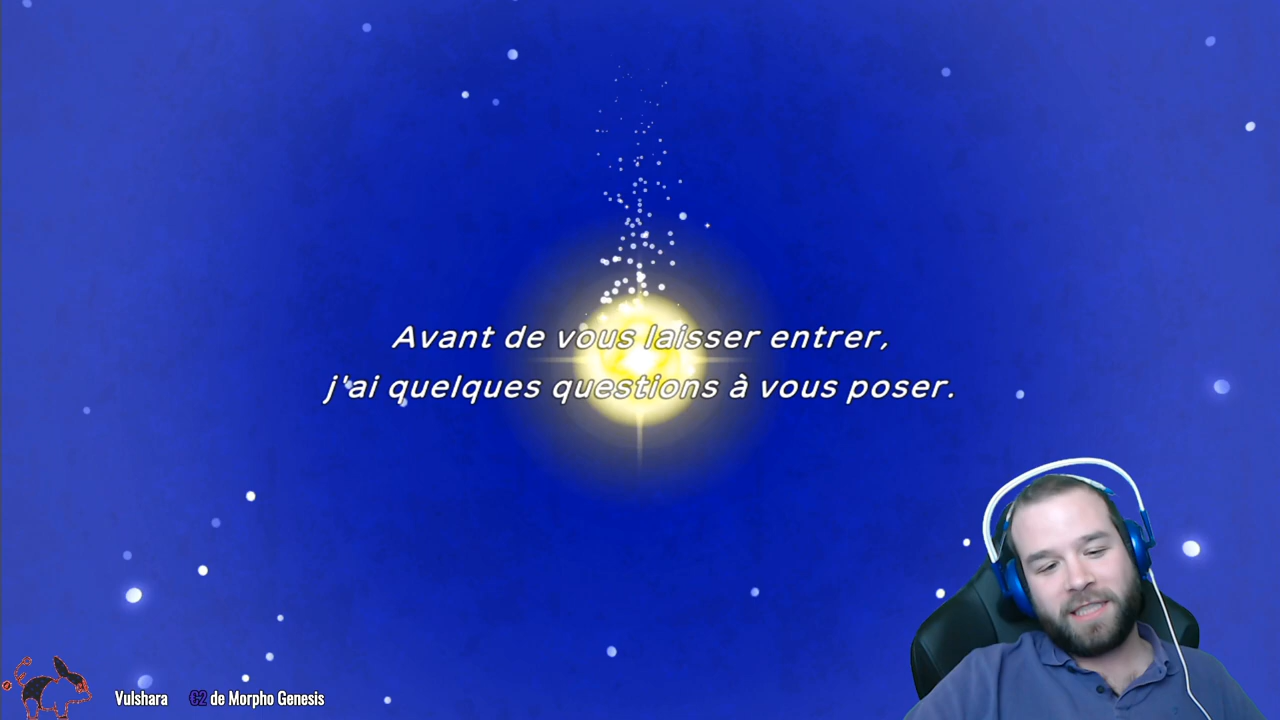 Avant de vous laisser entrer,
j'ai quelques questions à vous poser.
Vulshara €2 de Morpho Genesis